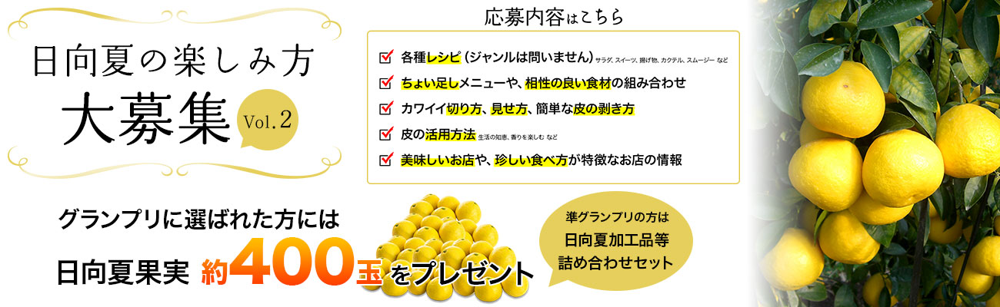 日向夏の楽しみ方
大募集 Vol.2
応募内容はこちら
各種レシピ（ジャンルは問いません）サラダ、スイーツ、揚げ物、カクテル、スムージー など
ちょい足しメニューや、相性の良い食材の組み合わせ
カワイイ切り方、見せ方、簡単な皮の剥き方
皮の活用方法 生活の知恵、香りを楽しむ など
美味しいお店や、珍しい食べ方が特徴なお店の情報
グランプリに選ばれた方には
日向夏果実 約400玉をプレゼント
準グランプリの方は
日向夏加工品等
詰め合わせセット